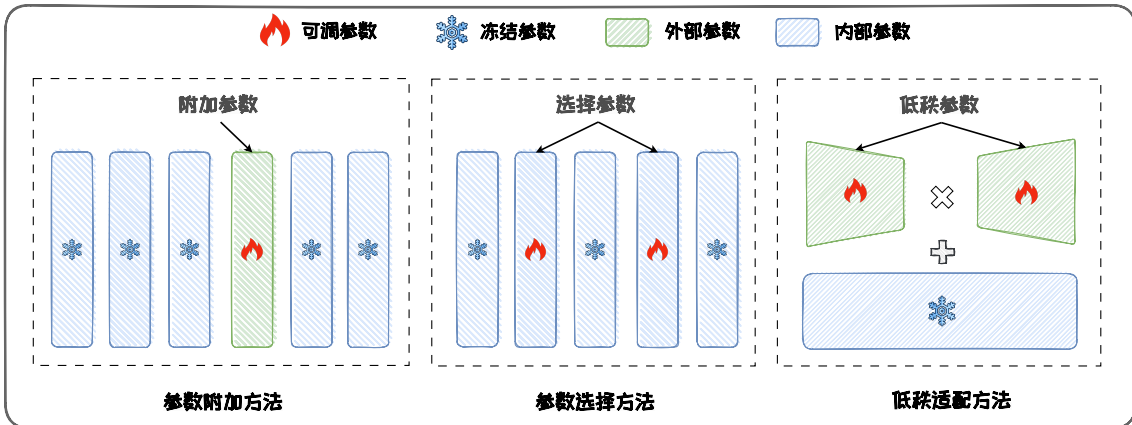 可调参数 冻结参数 外部参数 内部参数
附加参数 选择参数 低秩参数
参数附加方法 参数选择方法 低秩适配方法